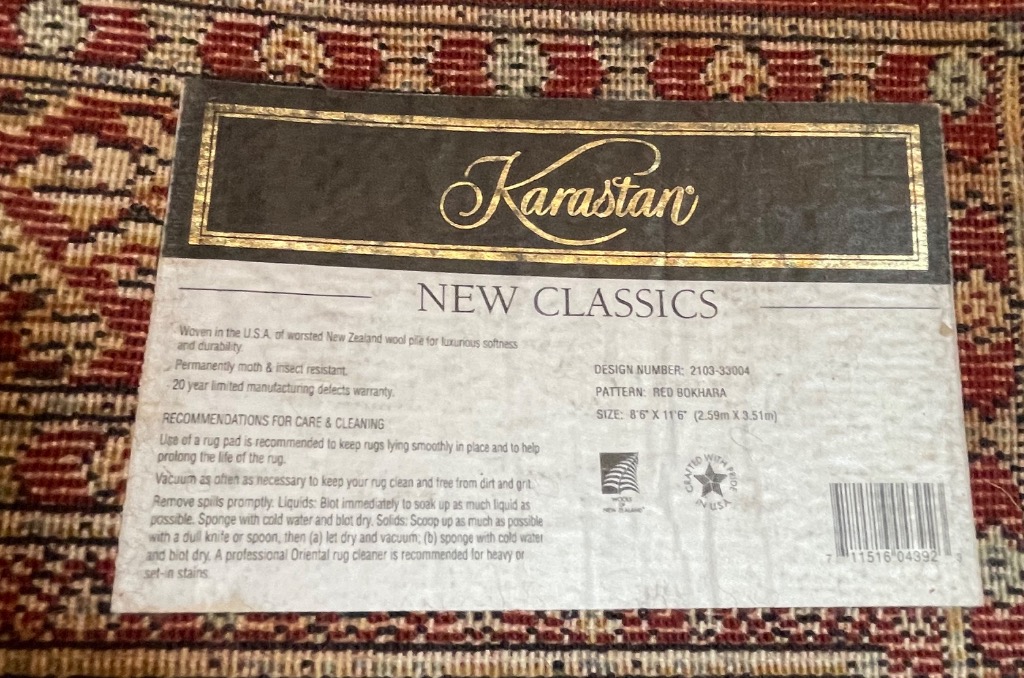 Karastan
NEW CLASSICS
Woven in the U.S.A. of worsted New Zealand wool pile for luxurious softness
and durability.
Permanently moth & insect resistant.
20 year limited manufacturing defects warranty.
RECOMMENDATIONS FOR CARE & CLEANING
Use of a rug pad is recommended to keep rugs lying smoothly in place and to help
prolong the life of the rug.
Vacuum as often as necessary to keep your rug clean and free from dirt and grit.
Remove spills promptly. Liquids: Blot immediately to soak up as much liquid as
possible. Sponge with cold water and blot dry. Solids: Scoop up as much as possible
with a dull knife or spoon, then (a) let dry and vacuum; (b) sponge with cold water
and blot dry. A professional Oriental rug cleaner is recommended for heavy or
set-in stains.
DESIGN NUMBER: 2103-33004
PATTERN: RED BOKHARA
SIZE: 8'6" X 11'6" (2.59m X 3.51m)
NEW ZEALAND
CRAFTED WITH PRIDE
IN USA
7 11516 04392